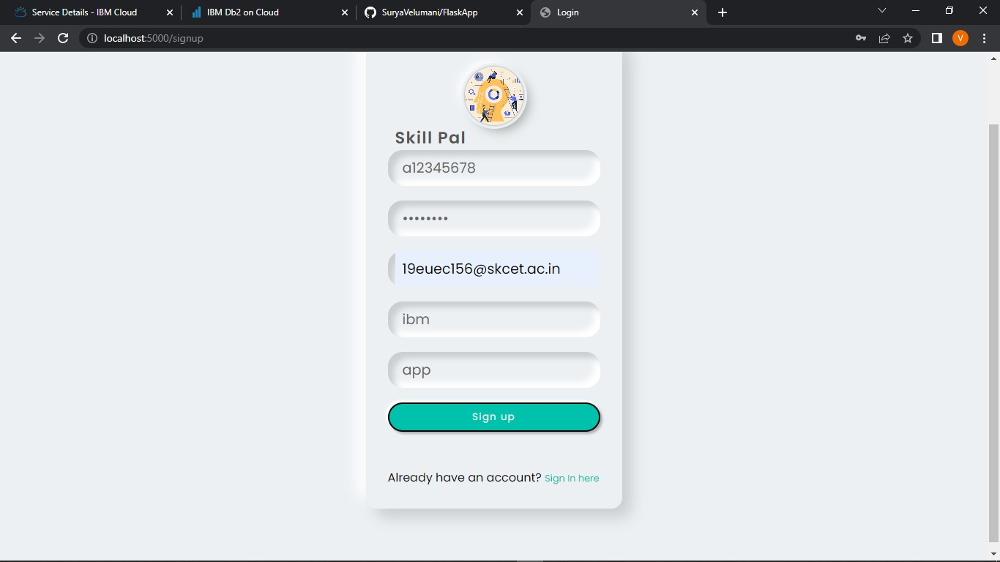 Service Details - IBM Cloud
IBM Db2 on Cloud
SuryaVelumani/FlaskApp
Login
localhost:5000/signup
V
Skill Pal
a12345678
••••••••
19euec156@skcet.ac.in
ibm
app
Sign up
Already have an account? Sign In here